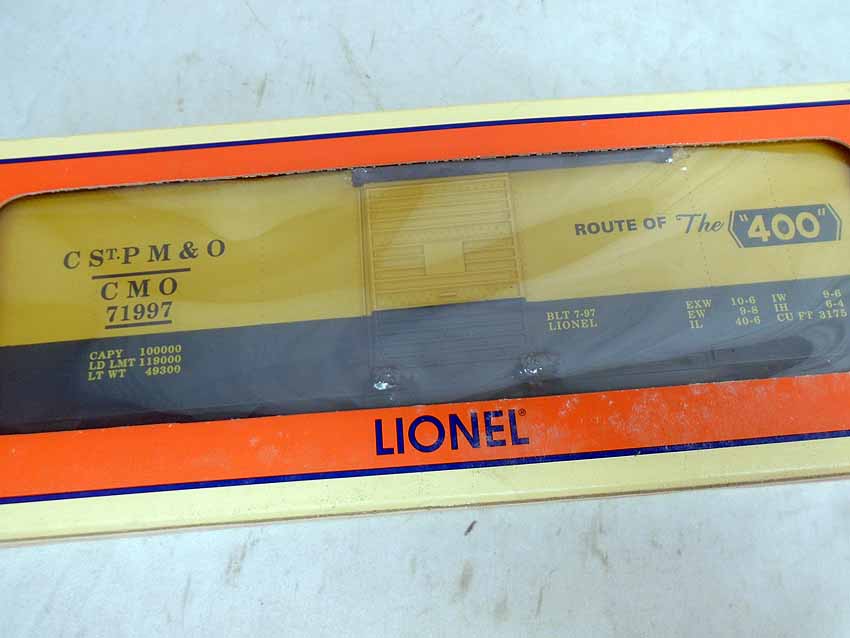 C ST. P M & O
CMO
71997
CAPY 100000
LD LMT 119000
LT WT 49300
ROUTE OF The "400"
BLT 7-97
LIONEL
EXW 10-6 IW 9-6
EW 9-8 IH 6-4
IL 40-6 CU FT 3175
LIONEL®